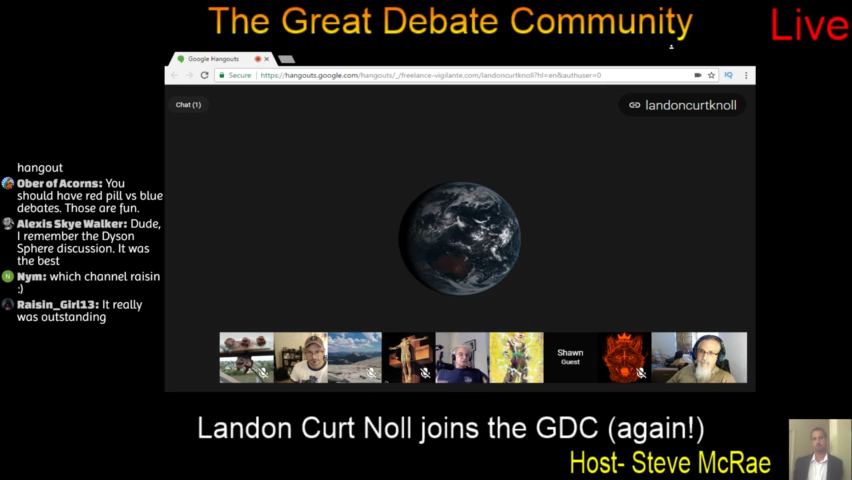 The Great Debate Community
Live
Google Hangouts
Secure
https://hangouts.google.com/hangouts/_/freelance-vigilante.com/landoncurtknoll?hl=en&authuser=0
IQ
Chat (1)
landoncurtknoll
hangout
Ober of Acorns: You
should have red pill vs blue
debates. Those are fun.
Alexis Skye Walker: Dude,
I remember the Dyson
Sphere discussion. It was
the best
N
Nym: which channel raisin
:)
Raisin_Girl13: It really
was outstanding
Shawn
Guest
Landon Curt Noll joins the GDC (again!)
Host- Steve McRae